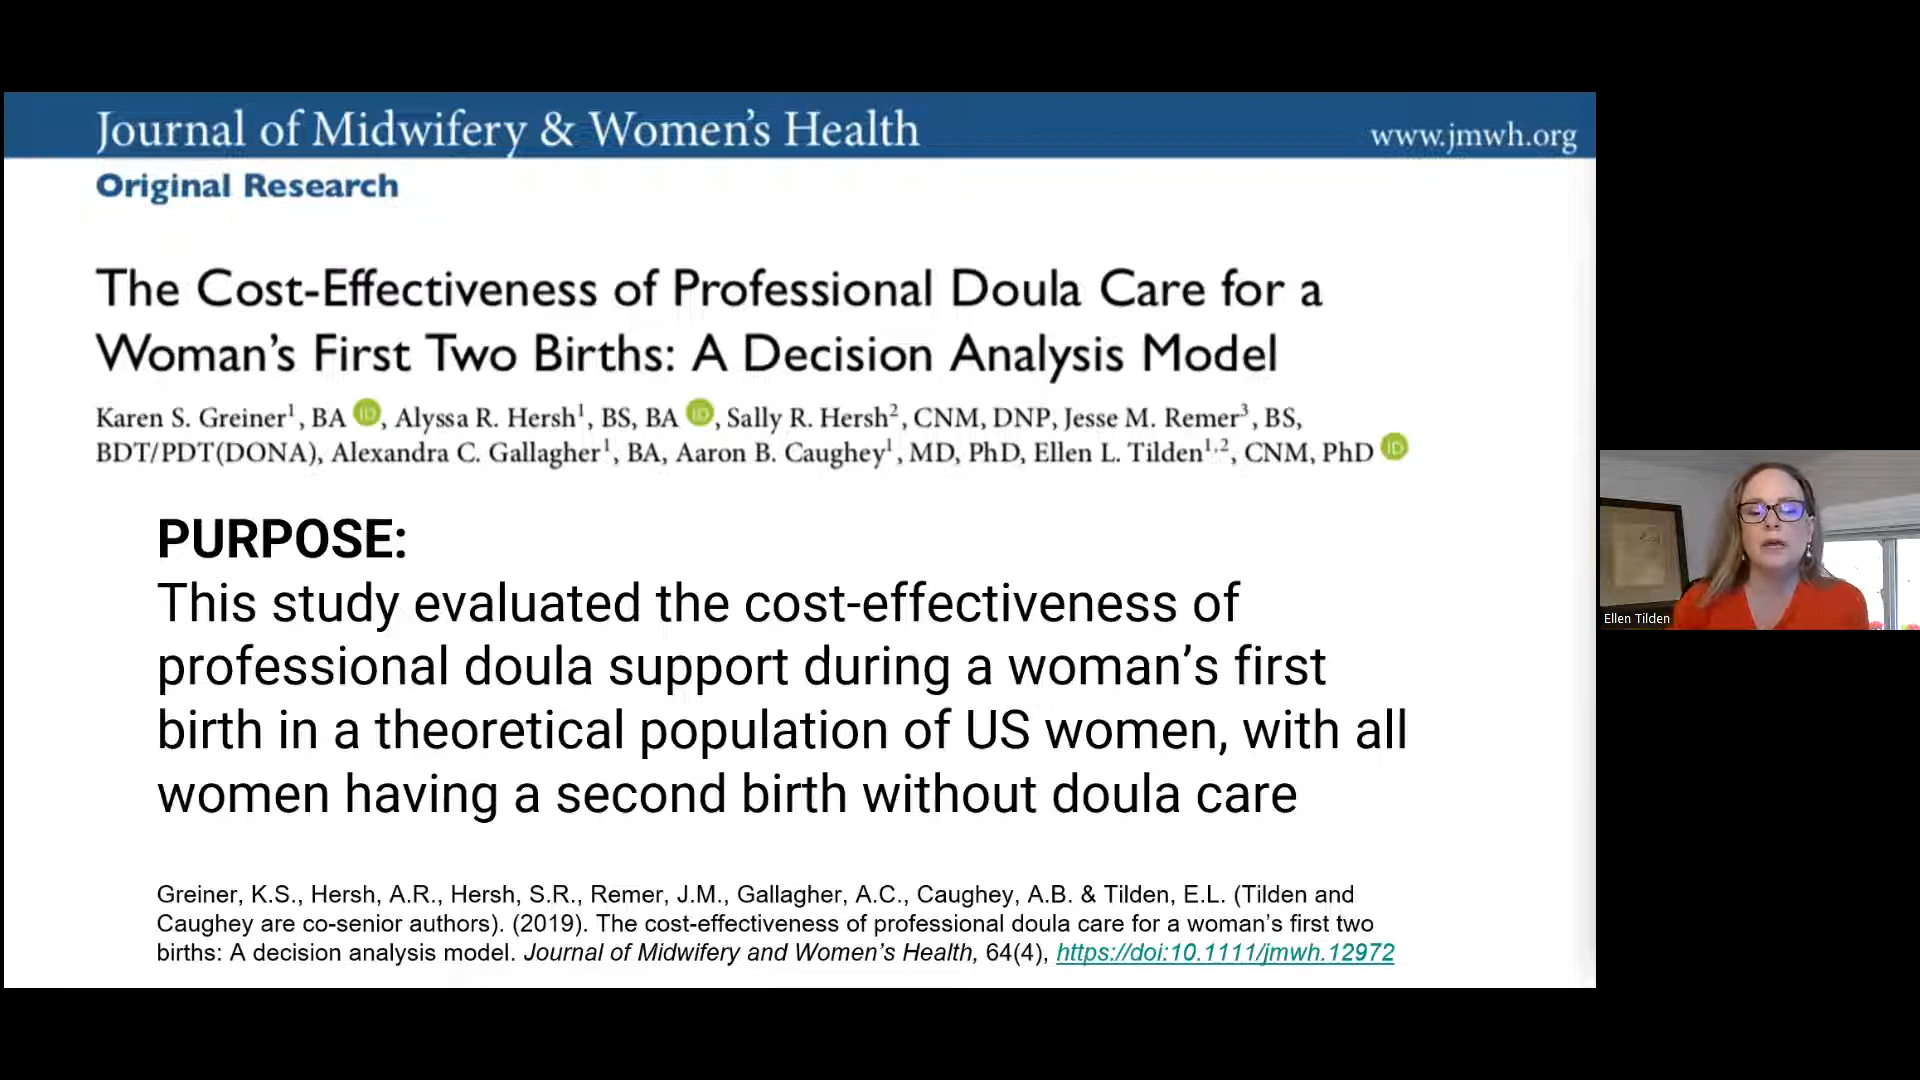 Journal of Midwifery & Women's Health
www.jmwh.org
Original Research
The Cost-Effectiveness of Professional Doula Care for a
Woman's First Two Births: A Decision Analysis Model
Karen S. Greiner1, BA iD, Alyssa R. Hersh1, BS, BA iD, Sally R. Hersh2, CNM, DNP, Jesse M. Remer3, BS,
BDT/PDT(DONA), Alexandra C. Gallagher1, BA, Aaron B. Caughey1, MD, PhD, Ellen L. Tilden1,2, CNM, PhD iD
PURPOSE:
This study evaluated the cost-effectiveness of
professional doula support during a woman's first
birth in a theoretical population of US women, with all
women having a second birth without doula care
Greiner, K.S., Hersh, A.R., Hersh, S.R., Remer, J.M., Gallagher, A.C., Caughey, A.B. & Tilden, E.L. (Tilden and
Caughey are co-senior authors). (2019). The cost-effectiveness of professional doula care for a woman's first two
births: A decision analysis model. Journal of Midwifery and Women's Health, 64(4), https://doi:10.1111/jmwh.12972
Ellen Tilden